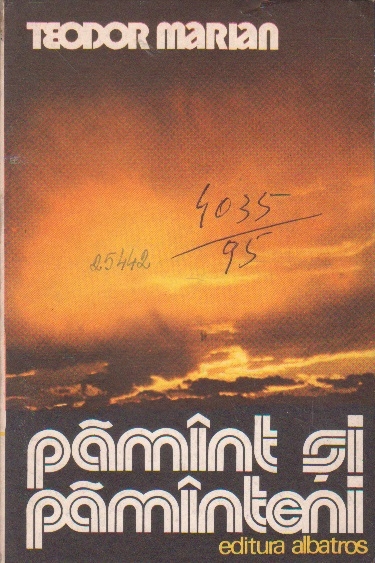 TEODOR MARIAN
4035
95
25442
pămînt și
pămînteni
editura albatros